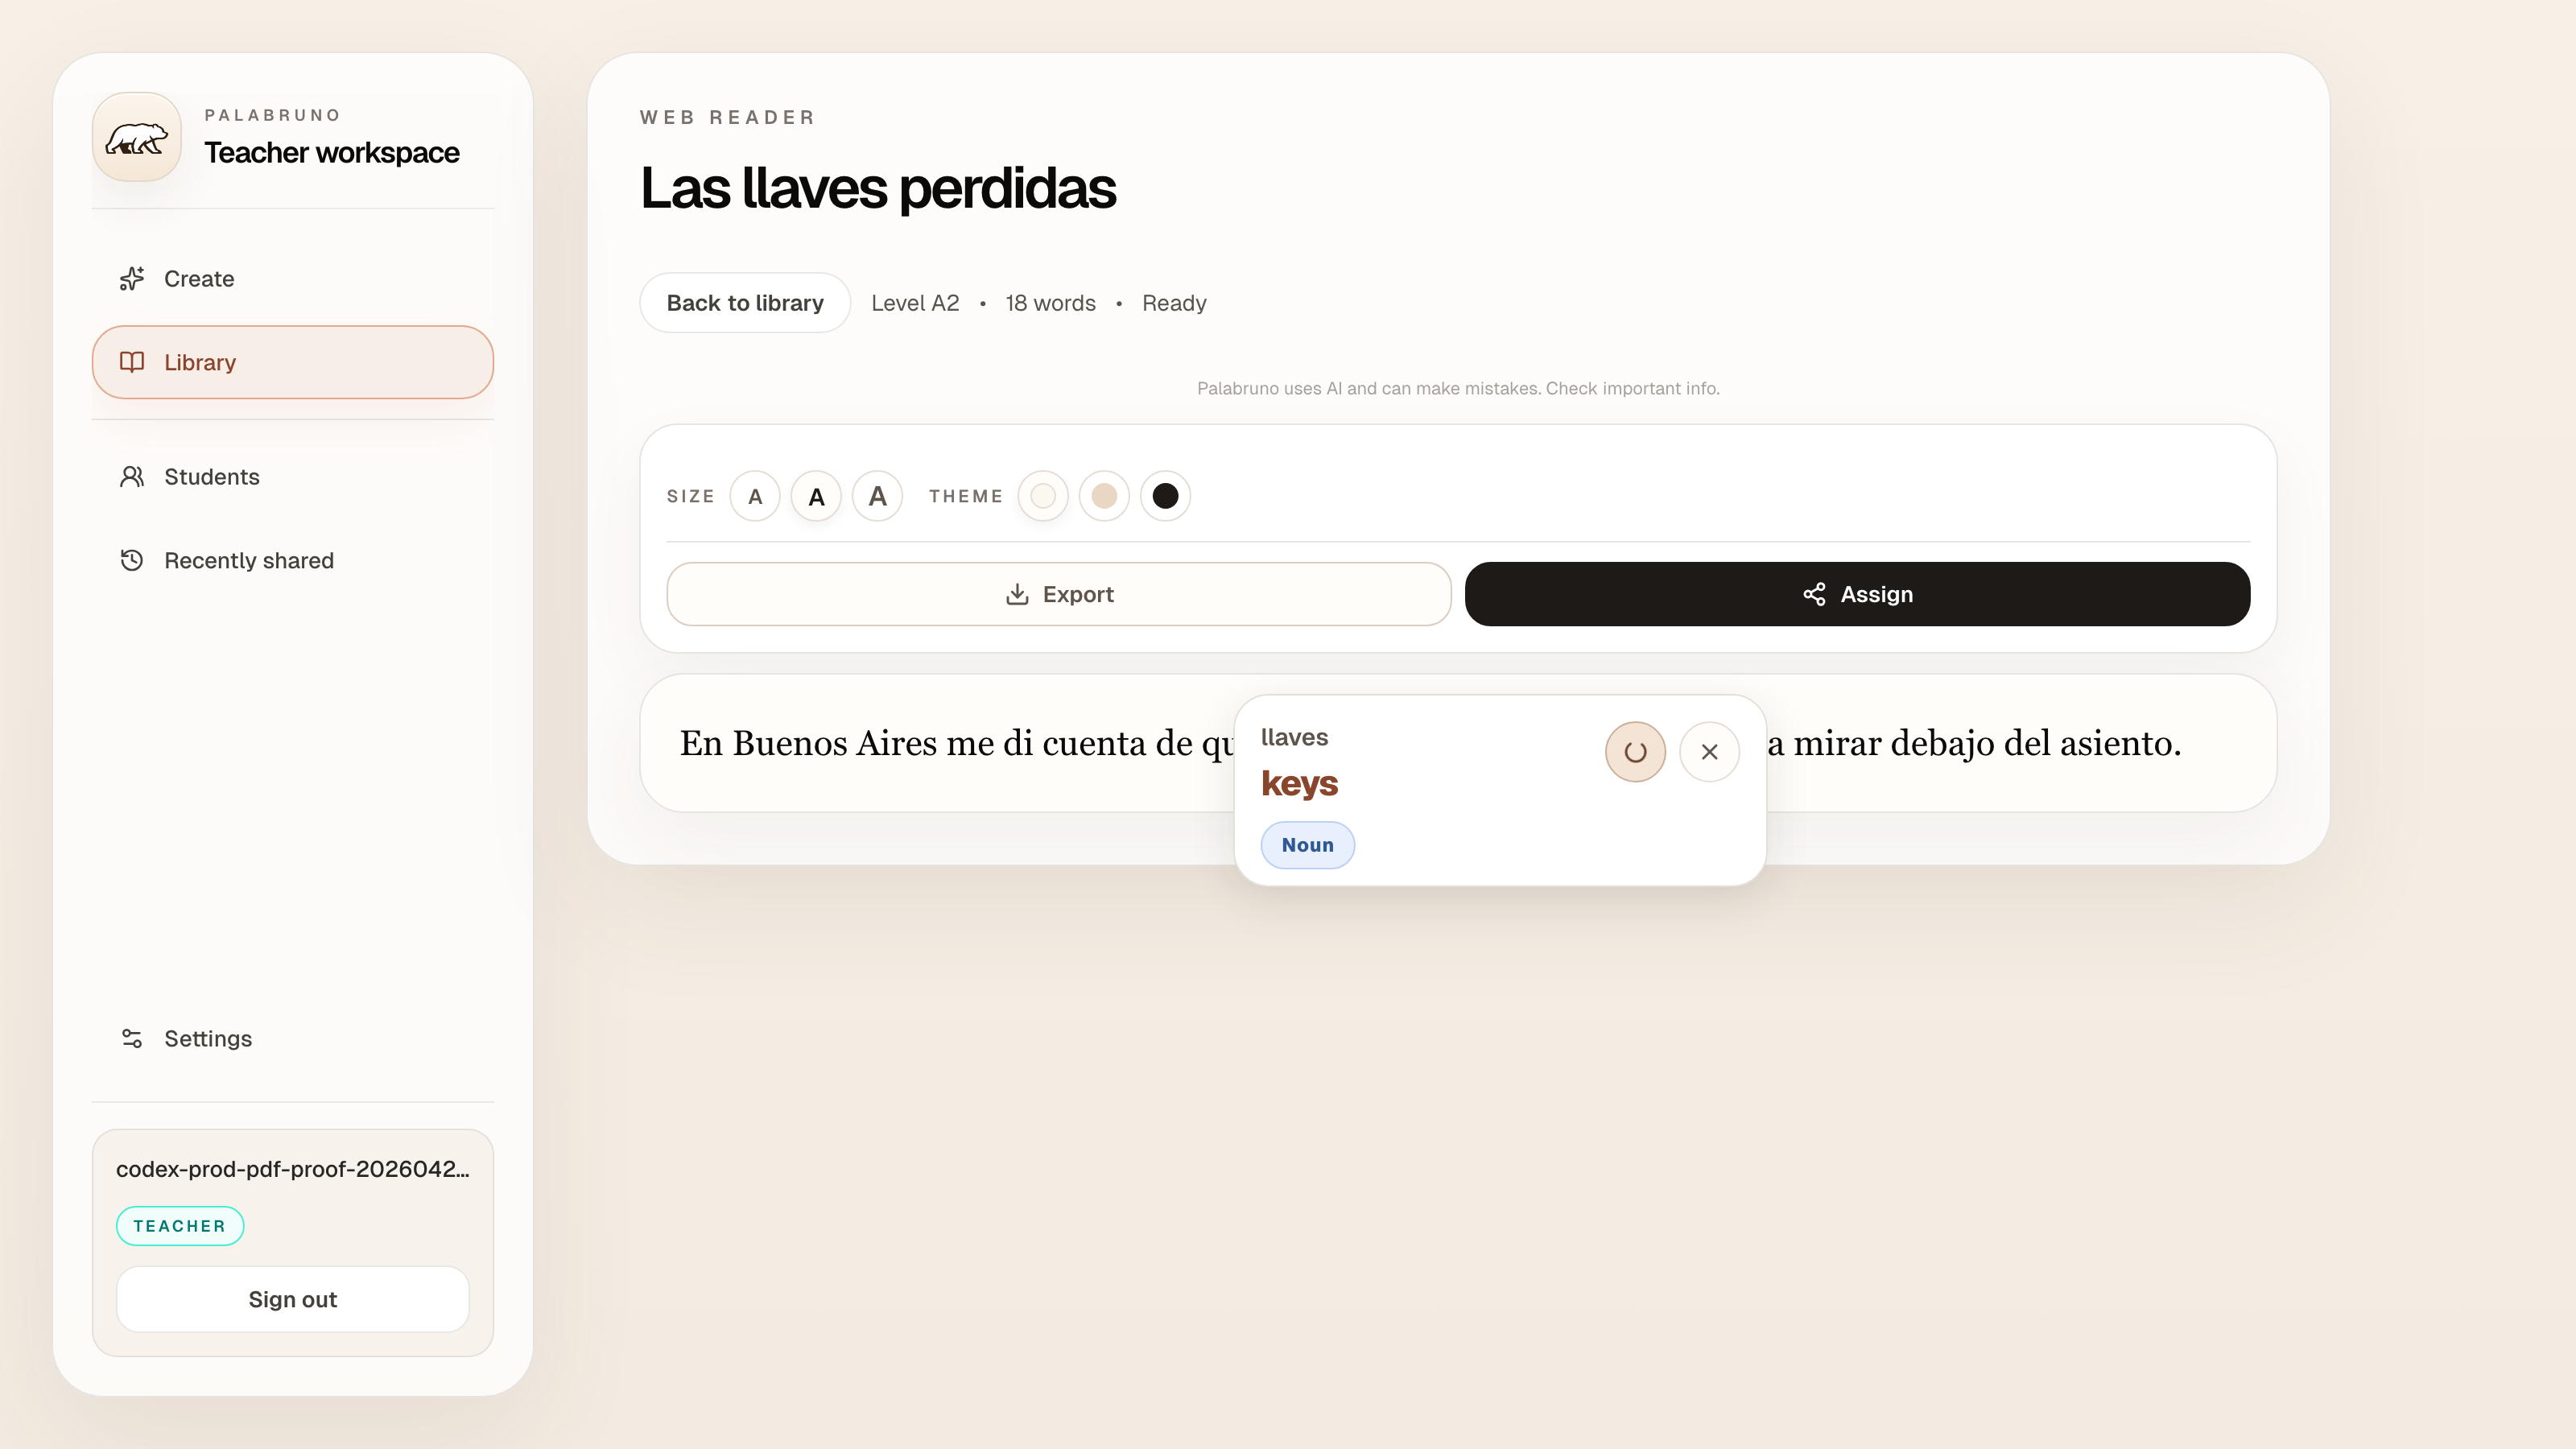 PALABRUNO
Teacher workspace
Create
Library
Students
Recently shared
Settings
codex-prod-pdf-proof-2026042...
TEACHER
Sign out
WEB READER
Las llaves perdidas
Back to library
Level A2 • 18 words • Ready
Palabruno uses AI and can make mistakes. Check important info.
SIZE A A A THEME
Export
Assign
En Buenos Aires me di cuenta de a mirar debajo del asiento.
llaves
keys
Noun